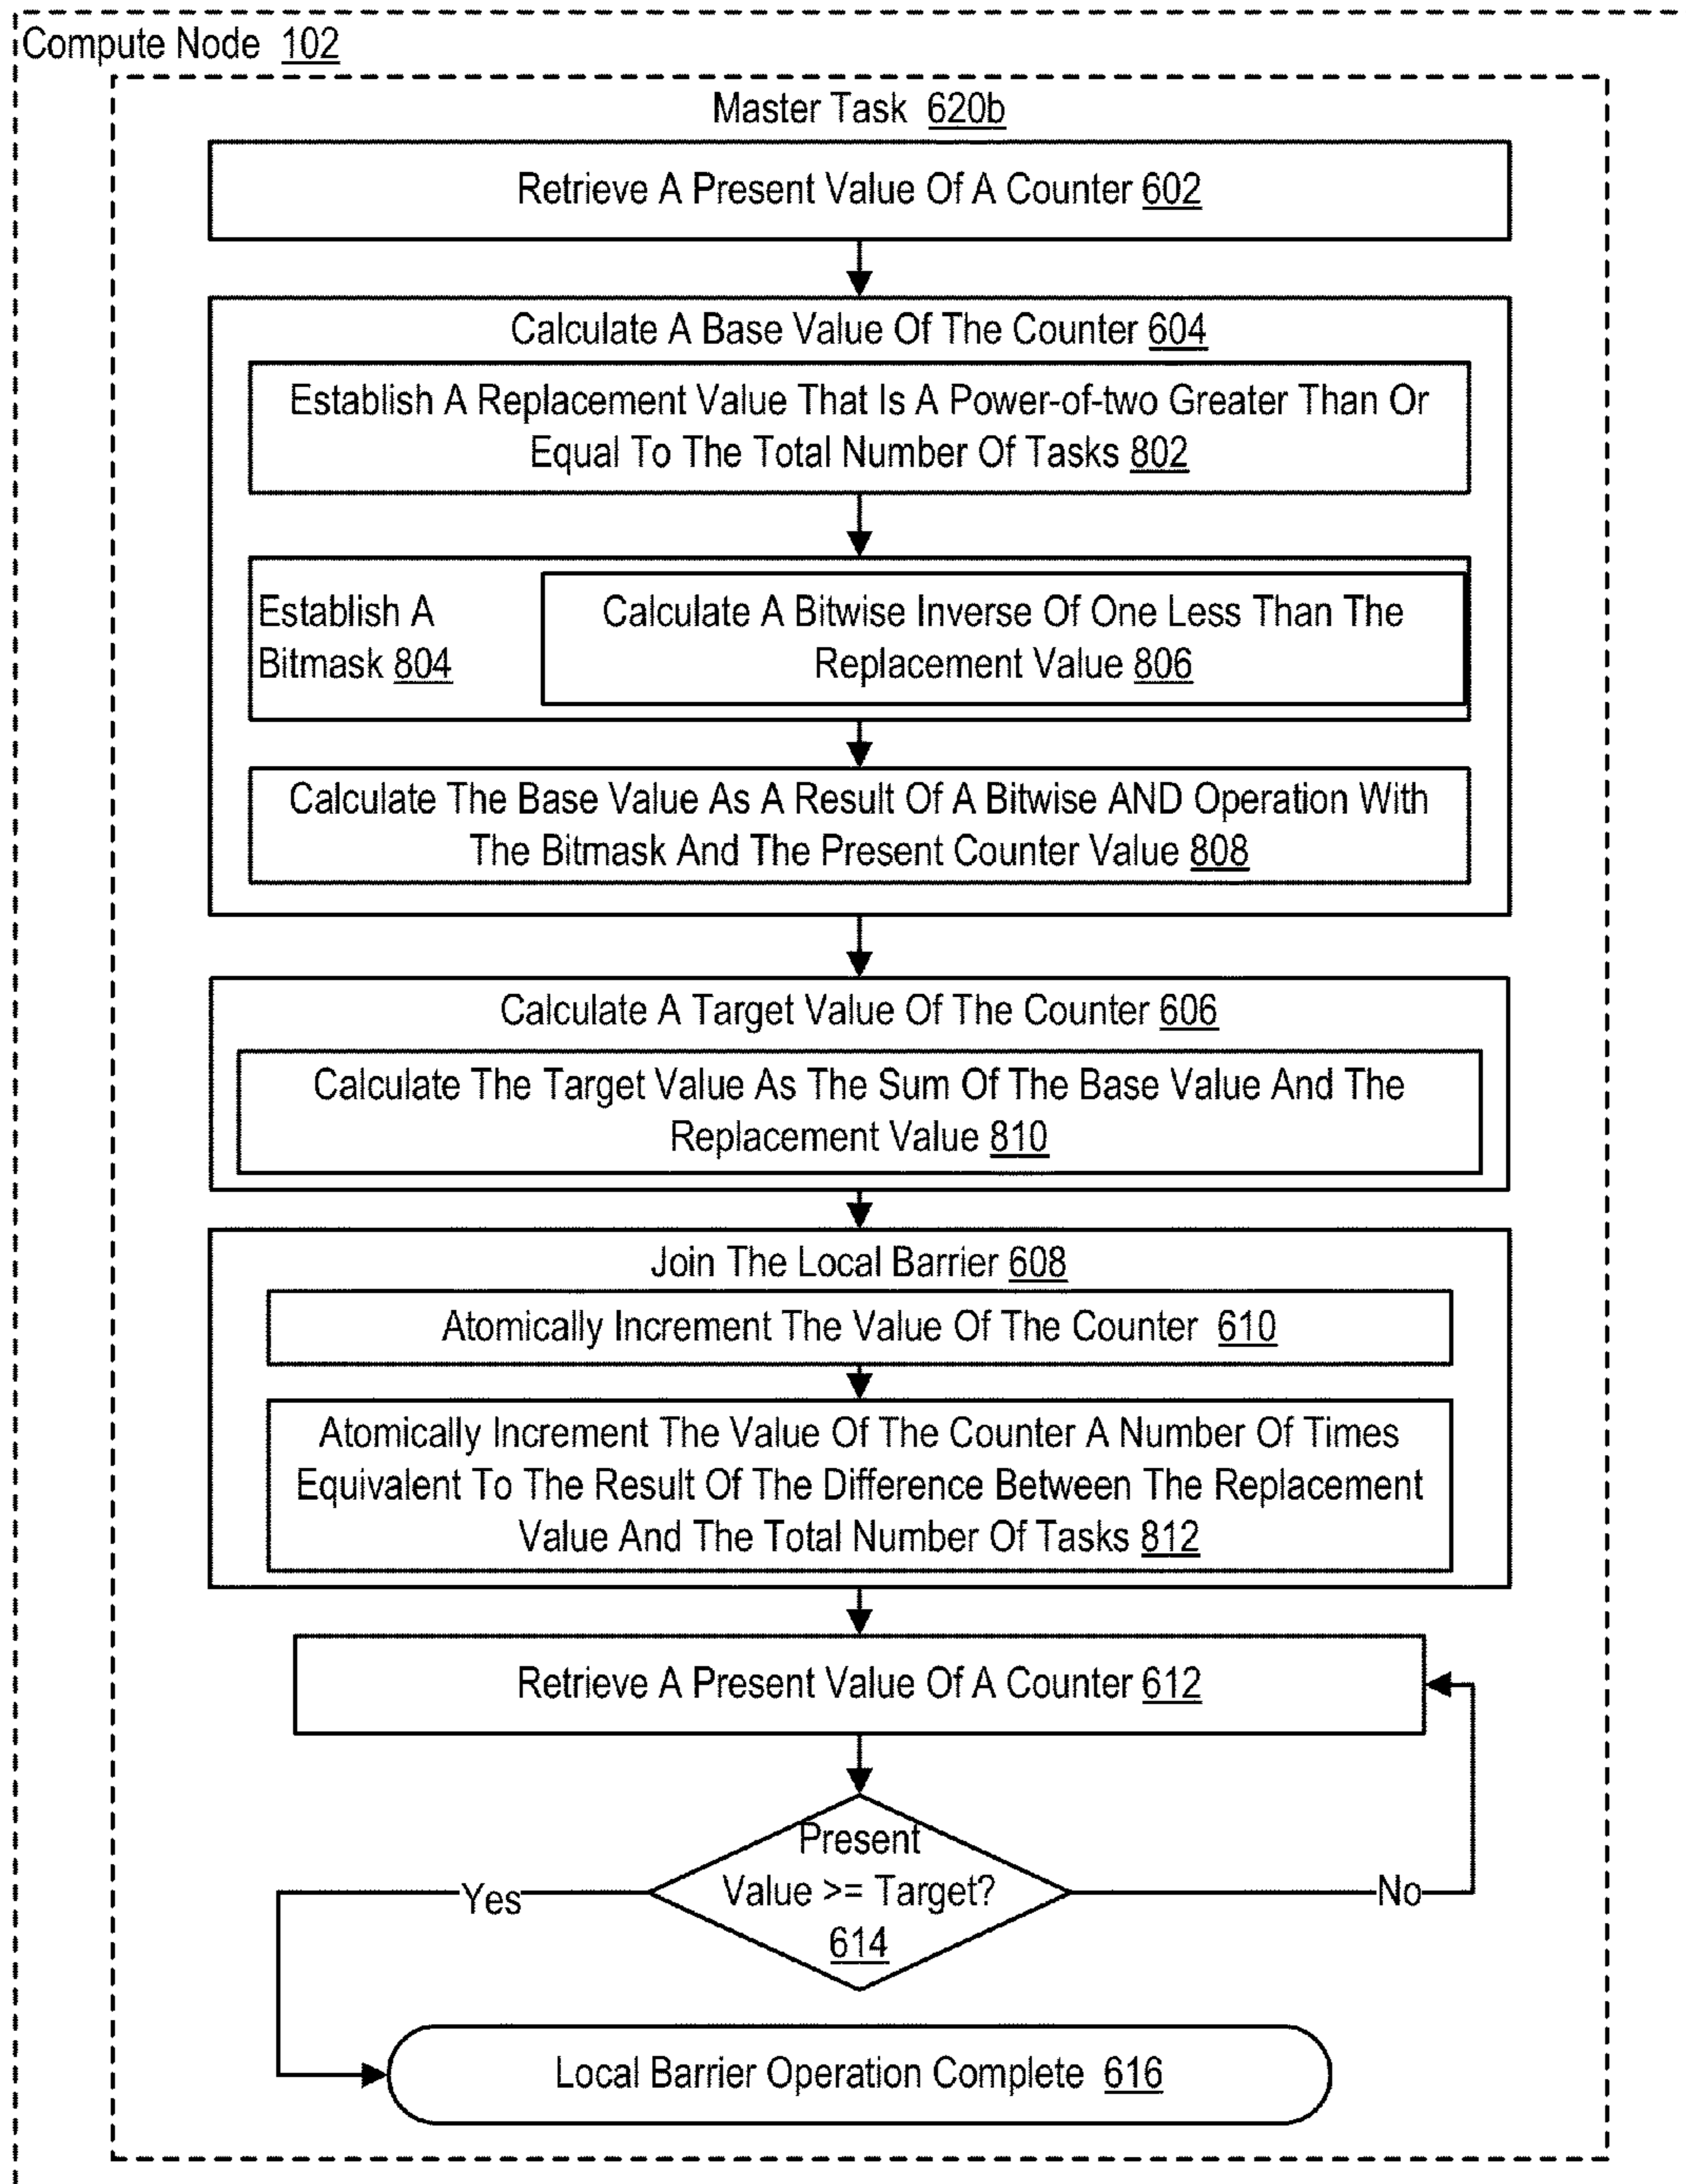 Compute Node 102
Master Task 620b
Retrieve A Present Value Of A Counter 602
Calculate A Base Value Of The Counter 604
Establish A Replacement Value That Is A Power-of-two Greater Than Or
Equal To The Total Number Of Tasks 802
Establish A
Bitmask 804
Calculate A Bitwise Inverse Of One Less Than The
Replacement Value 806
Calculate The Base Value As A Result Of A Bitwise AND Operation With
The Bitmask And The Present Counter Value 808
Calculate A Target Value Of The Counter 606
Calculate The Target Value As The Sum Of The Base Value And The
Replacement Value 810
Join The Local Barrier 608
Atomically Increment The Value Of The Counter 610
Atomically Increment The Value Of The Counter A Number Of Times
Equivalent To The Result Of The Difference Between The Replacement
Value And The Total Number Of Tasks 812
Retrieve A Present Value Of A Counter 612
Present
Value >= Target?
614
Yes
No
Local Barrier Operation Complete 616